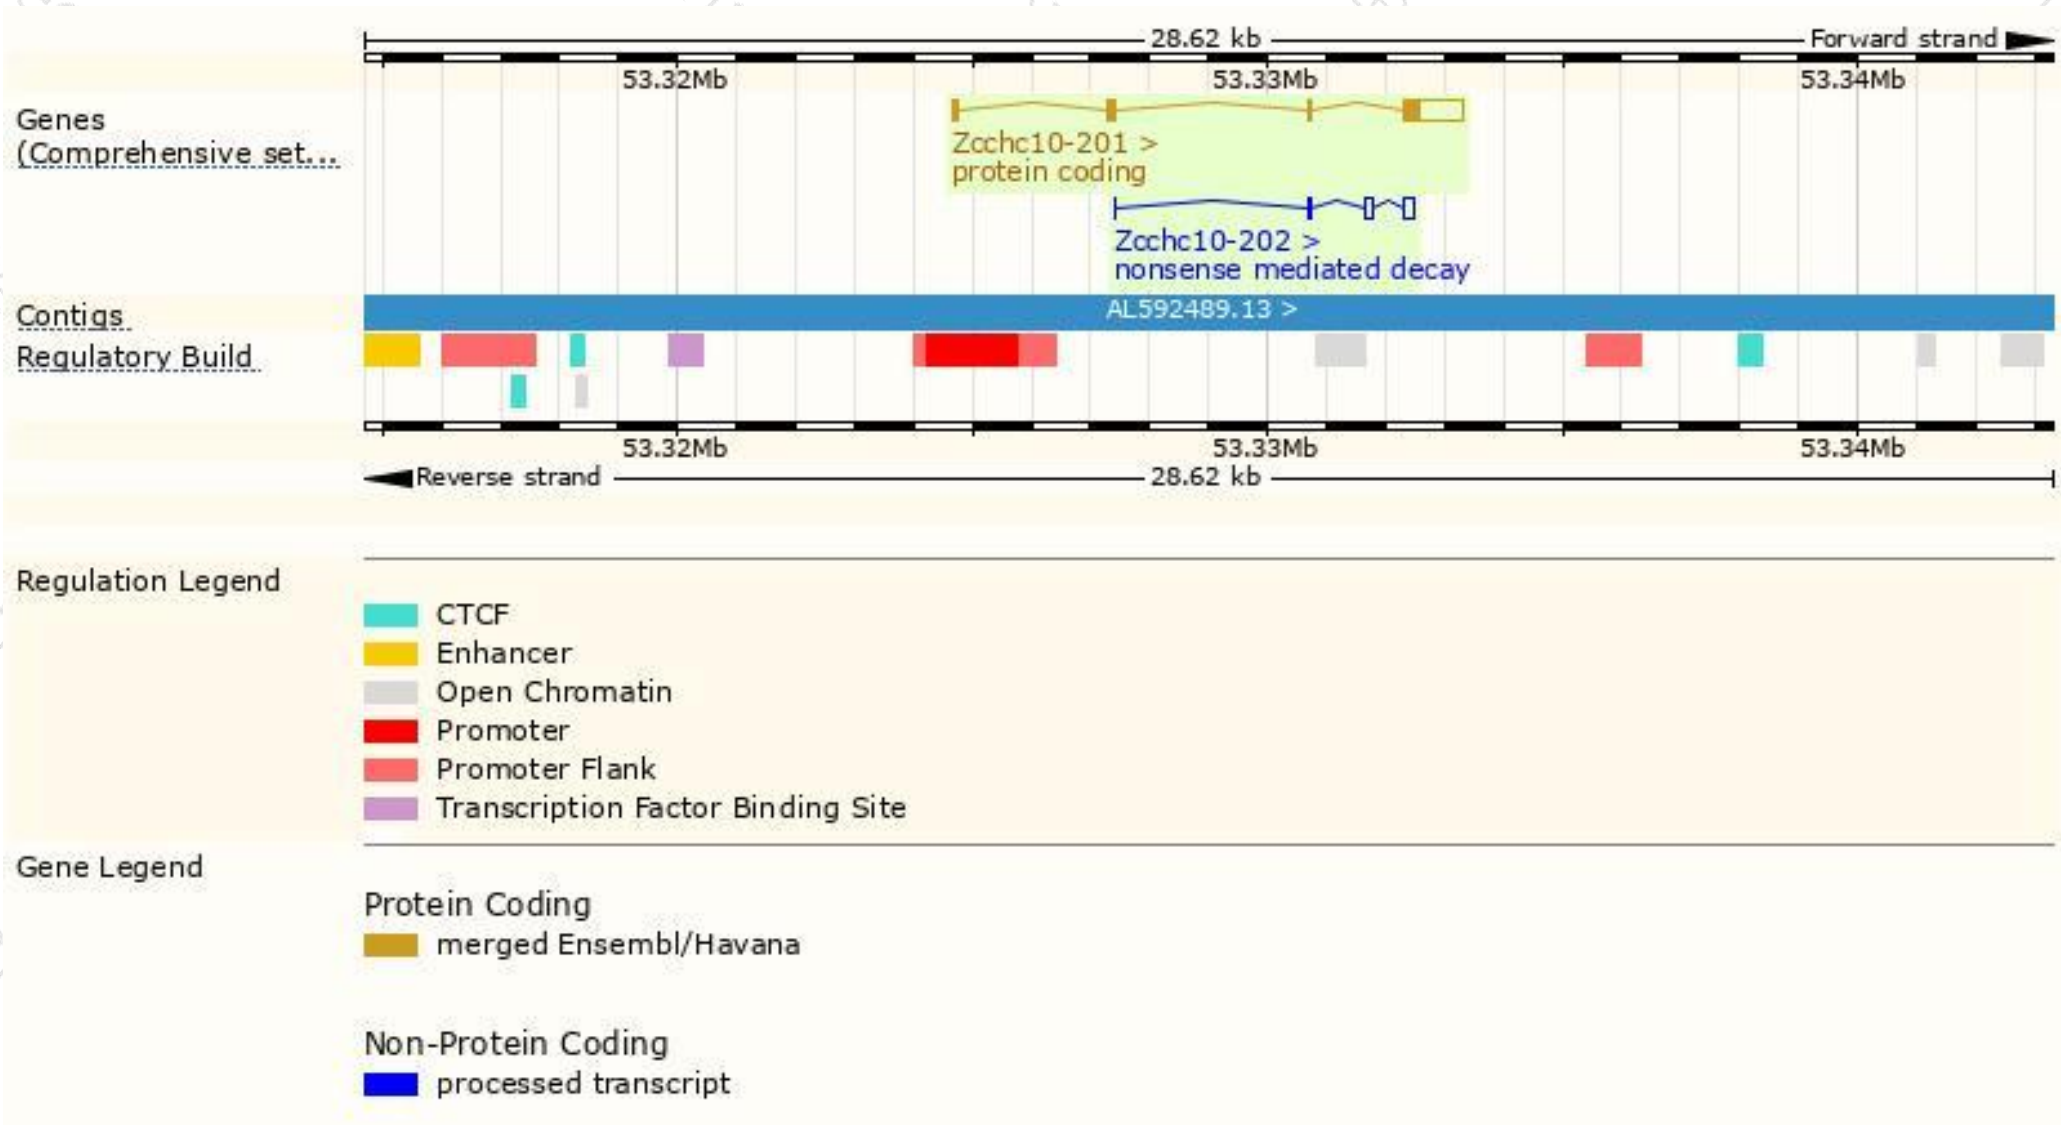 28.62 kb Forward strand
53.32Mb 53.33Mb 53.34Mb
Genes
(Comprehensive set...
Zcchc10-201 >
protein coding
Zcchc10-202 >
nonsense mediated decay
Contigs AL592489.13 >
Regulatory Build
53.32Mb 53.33Mb 53.34Mb
Reverse strand 28.62 kb
Regulation Legend
CTCF
Enhancer
Open Chromatin
Promoter
Promoter Flank
Transcription Factor Binding Site
Gene Legend
Protein Coding
merged Ensembl/Havana
Non-Protein Coding
processed transcript